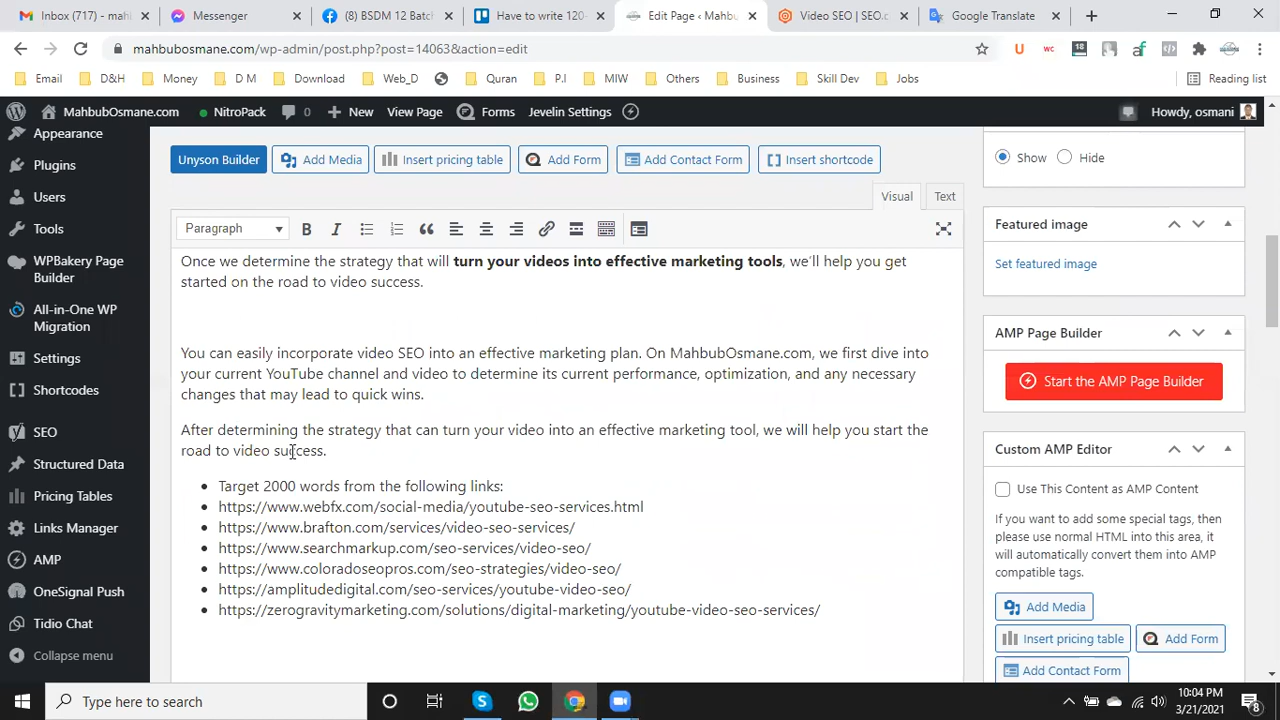 Inbox (717) - mahl
Messenger
(8) BSDM 12 Batch
Have to write 120-
Edit Page ‹ Mahbu
Video SEO | SEO.c
Google Translate
mahbubosmane.com/wp-admin/post.php?post=14063&action=edit
Email
D&H
Money
D M
Download
Web_D
Quran
P.I
MIW
Others
Business
Skill Dev
Jobs
Reading list
MahbubOsmane.com
NitroPack
0
New
View Page
Forms
Jevelin Settings
Howdy, osmani
Appearance
Plugins
Users
Tools
WPBakery Page
Builder
All-in-One WP
Migration
Settings
Shortcodes
SEO
Structured Data
Pricing Tables
Links Manager
AMP
OneSignal Push
Tidio Chat
Collapse menu
Unyson Builder
Add Media
Insert pricing table
Add Form
Add Contact Form
Insert shortcode
Visual
Text
Paragraph
B
I
Once we determine the strategy that will turn your videos into effective marketing tools, we'll help you get
started on the road to video success.
You can easily incorporate video SEO into an effective marketing plan. On MahbubOsmane.com, we first dive into
your current YouTube channel and video to determine its current performance, optimization, and any necessary
changes that may lead to quick wins.
After determining the strategy that can turn your video into an effective marketing tool, we will help you start the
road to video success.
Target 2000 words from the following links:
https://www.webfx.com/social-media/youtube-seo-services.html
https://www.brafton.com/services/video-seo-services/
https://www.searchmarkup.com/seo-services/video-seo/
https://www.coloradoseopros.com/seo-strategies/video-seo/
https://amplitudedigital.com/seo-services/youtube-video-seo/
https://zerogravitymarketing.com/solutions/digital-marketing/youtube-video-seo-services/
Show
Hide
Featured image
Set featured image
AMP Page Builder
Start the AMP Page Builder
Custom AMP Editor
Use This Content as AMP Content
If you want to add some special tags, then
please use normal HTML into this area, it
will automatically convert them into AMP
compatible tags.
Add Media
Insert pricing table
Add Form
Add Contact Form
Type here to search
10:04 PM
3/21/2021
8